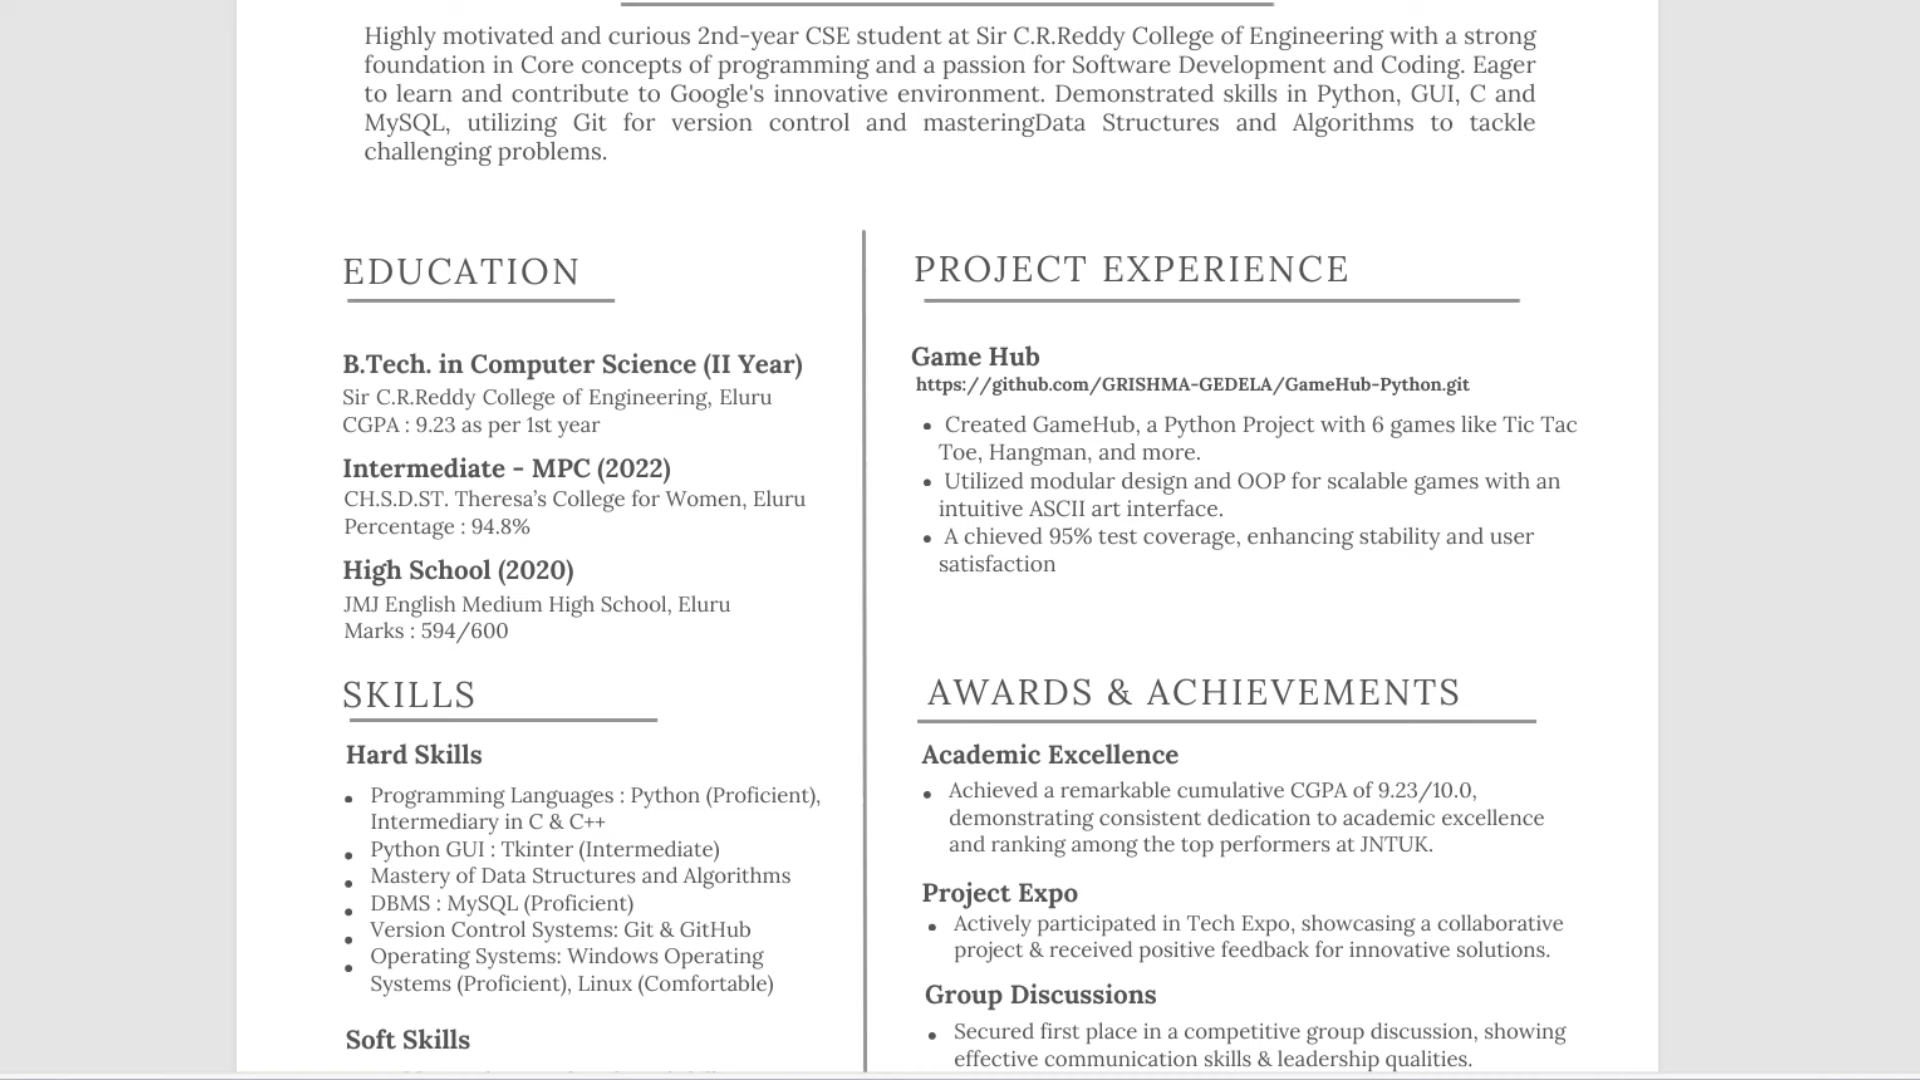 Highly motivated and curious 2nd-year CSE student at Sir C.R.Reddy College of Engineering with a strong
foundation in Core concepts of programming and a passion for Software Development and Coding. Eager
to learn and contribute to Google's innovative environment. Demonstrated skills in Python, GUI, C and
MySQL, utilizing Git for version control and masteringData Structures and Algorithms to tackle
challenging problems.
EDUCATION
B.Tech. in Computer Science (II Year)
Sir C.R.Reddy College of Engineering, Eluru
CGPA : 9.23 as per 1st year
Intermediate - MPC (2022)
CH.S.D.ST. Theresa’s College for Women, Eluru
Percentage : 94.8%
High School (2020)
JMJ English Medium High School, Eluru
Marks : 594/600
SKILLS
Hard Skills
• Programming Languages : Python (Proficient),
Intermediary in C & C++
• Python GUI : Tkinter (Intermediate)
• Mastery of Data Structures and Algorithms
• DBMS : MySQL (Proficient)
• Version Control Systems: Git & GitHub
• Operating Systems: Windows Operating
Systems (Proficient), Linux (Comfortable)
Soft Skills
PROJECT EXPERIENCE
Game Hub
https://github.com/GRISHMA-GEDELA/GameHub-Python.git
• Created GameHub, a Python Project with 6 games like Tic Tac
Toe, Hangman, and more.
• Utilized modular design and OOP for scalable games with an
intuitive ASCII art interface.
• A achieved 95% test coverage, enhancing stability and user
satisfaction
AWARDS & ACHIEVEMENTS
Academic Excellence
• Achieved a remarkable cumulative CGPA of 9.23/10.0,
demonstrating consistent dedication to academic excellence
and ranking among the top performers at JNTUK.
Project Expo
• Actively participated in Tech Expo, showcasing a collaborative
project & received positive feedback for innovative solutions.
Group Discussions
• Secured first place in a competitive group discussion, showing
effective communication skills & leadership qualities.